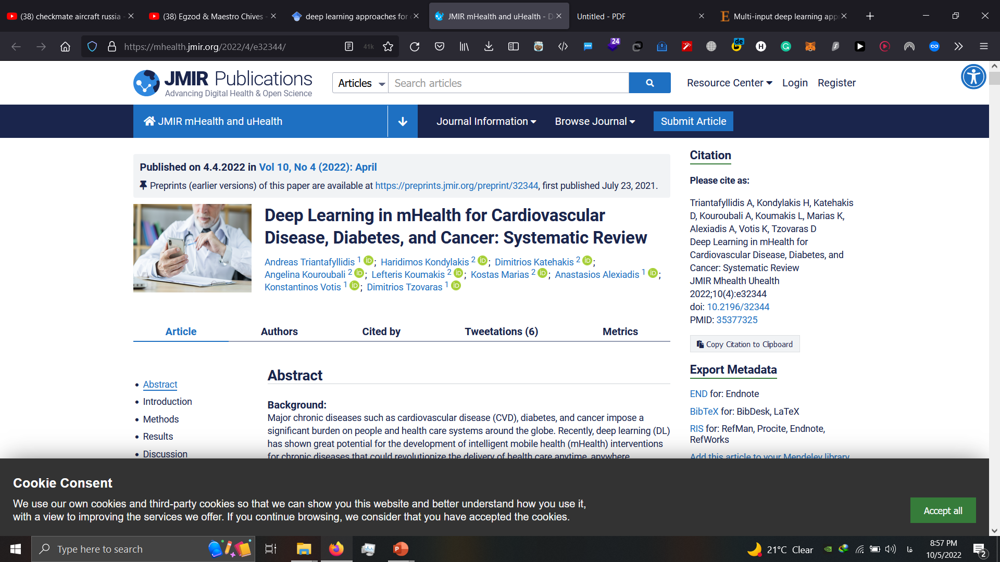 (38) checkmate aircraft russia -
(38) Egzod & Maestro Chives -
deep learning approaches for c
JMIR mHealth and uHealth - D
Untitled - PDF
Multi-input deep learning app
https://mhealth.jmir.org/2022/4/e32344/
41k
24
de
JMIR Publications
Advancing Digital Health & Open Science
Articles
Search articles
Resource Center
Login
Register
JMIR mHealth and uHealth
Journal Information
Browse Journal
Submit Article
Published on 4.4.2022 in Vol 10, No 4 (2022): April
Preprints (earlier versions) of this paper are available at https://preprints.jmir.org/preprint/32344, first published July 23, 2021.
Deep Learning in mHealth for Cardiovascular
Disease, Diabetes, and Cancer: Systematic Review
Andreas Triantafyllidis 1 iD; Haridimos Kondylakis 2 iD; Dimitrios Katehakis 2 iD;
Angelina Kouroubali 2 iD; Lefteris Koumakis 2 iD; Kostas Marias 2 iD; Anastasios Alexiadis 1 iD;
Konstantinos Votis 1 iD; Dimitrios Tzovaras 1 iD
Article
Authors
Cited by
Tweetations (6)
Metrics
• Abstract
• Introduction
• Methods
• Results
• Discussion
Abstract
Background:
Major chronic diseases such as cardiovascular disease (CVD), diabetes, and cancer impose a
significant burden on people and health care systems around the globe. Recently, deep learning (DL)
has shown great potential for the development of intelligent mobile health (mHealth) interventions
for chronic diseases that could revolutionize the delivery of health care anytime, anywhere.
Citation
Please cite as:
Triantafyllidis A, Kondylakis H, Katehakis
D, Kouroubali A, Koumakis L, Marias K,
Alexiadis A, Votis K, Tzovaras D
Deep Learning in mHealth for
Cardiovascular Disease, Diabetes, and
Cancer: Systematic Review
JMIR Mhealth Uhealth
2022;10(4):e32344
doi: 10.2196/32344
PMID: 35377325
Copy Citation to Clipboard
Export Metadata
END for: Endnote
BibTeX for: BibDesk, LaTeX
RIS for: RefMan, Procite, Endnote,
RefWorks
Add this article to your Mendeley library
Cookie Consent
We use our own cookies and third-party cookies so that we can show you this website and better understand how you use it,
with a view to improving the services we offer. If you continue browsing, we consider that you have accepted the cookies.
Accept all
Type here to search
21°C Clear
فا
8:57 PM
10/5/2022
2